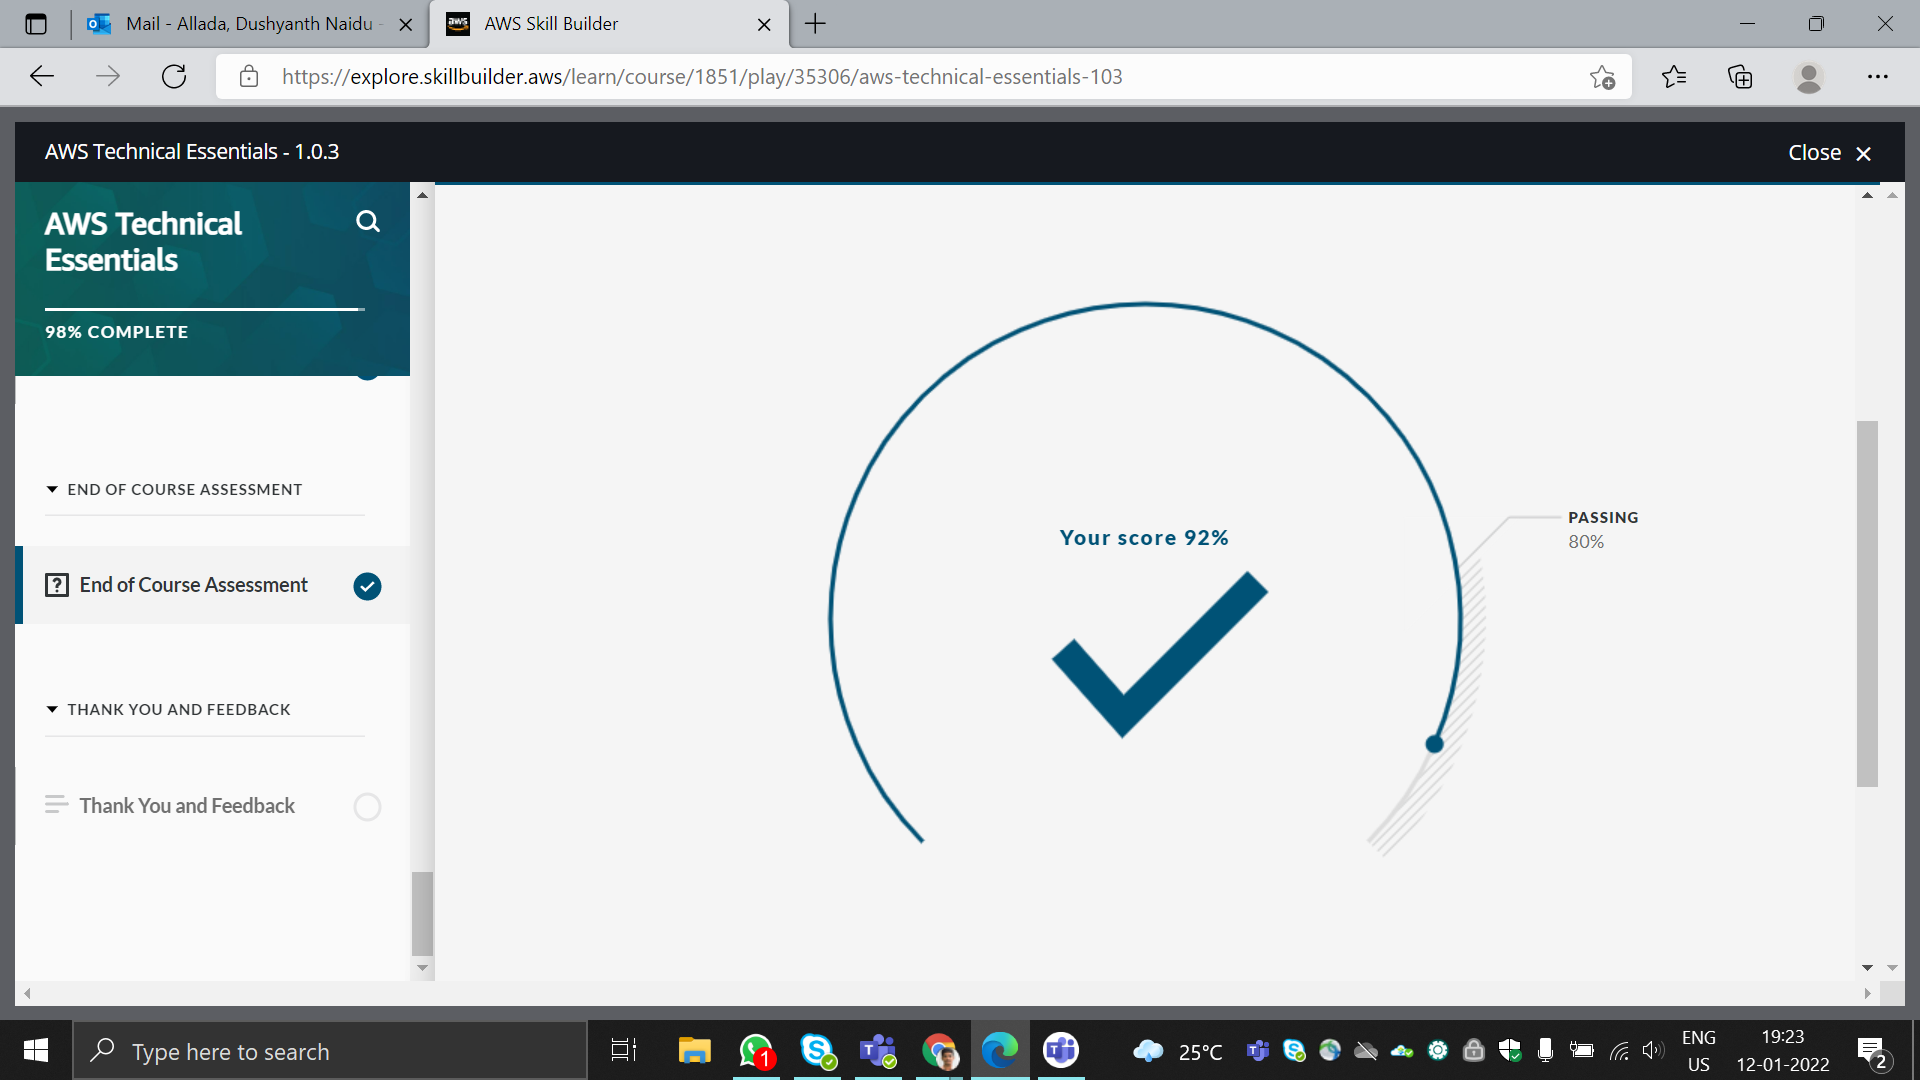 Mail - Allada, Dushyanth Naidu -
AWS Skill Builder
https://explore.skillbuilder.aws/learn/course/1851/play/35306/aws-technical-essentials-103
AWS Technical Essentials - 1.0.3
Close
AWS Technical
Essentials
98% COMPLETE
END OF COURSE ASSESSMENT
End of Course Assessment
THANK YOU AND FEEDBACK
Thank You and Feedback
Your score 92%
PASSING
80%
Type here to search
1
25°C
ENG
US
19:23
12-01-2022
2